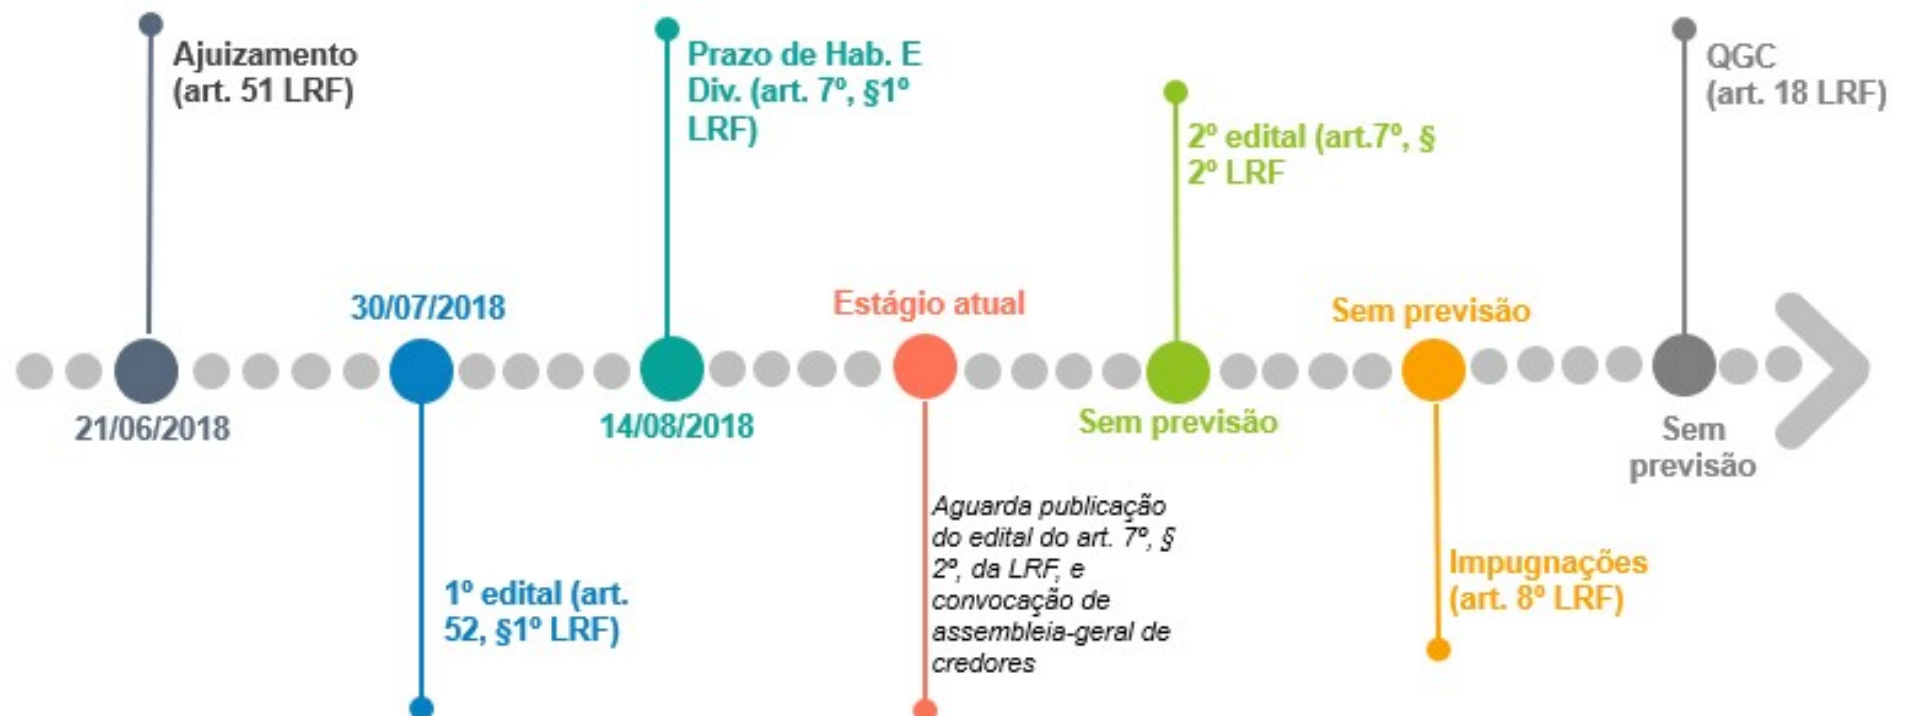 Ajuizamento
(art. 51 LRF)
21/06/2018
30/07/2018
1º edital (art.
52, §1º LRF)
Prazo de Hab. E
Div. (art. 7º, §1º
LRF)
14/08/2018
Estágio atual
Aguarda publicação
do edital do art. 7º, §
2º, da LRF, e
convocação de
assembleia-geral de
credores
2º edital (art.7º, §
2º LRF
Sem previsão
Sem previsão
Impugnações
(art. 8º LRF)
QGC
(art. 18 LRF)
Sem
previsão